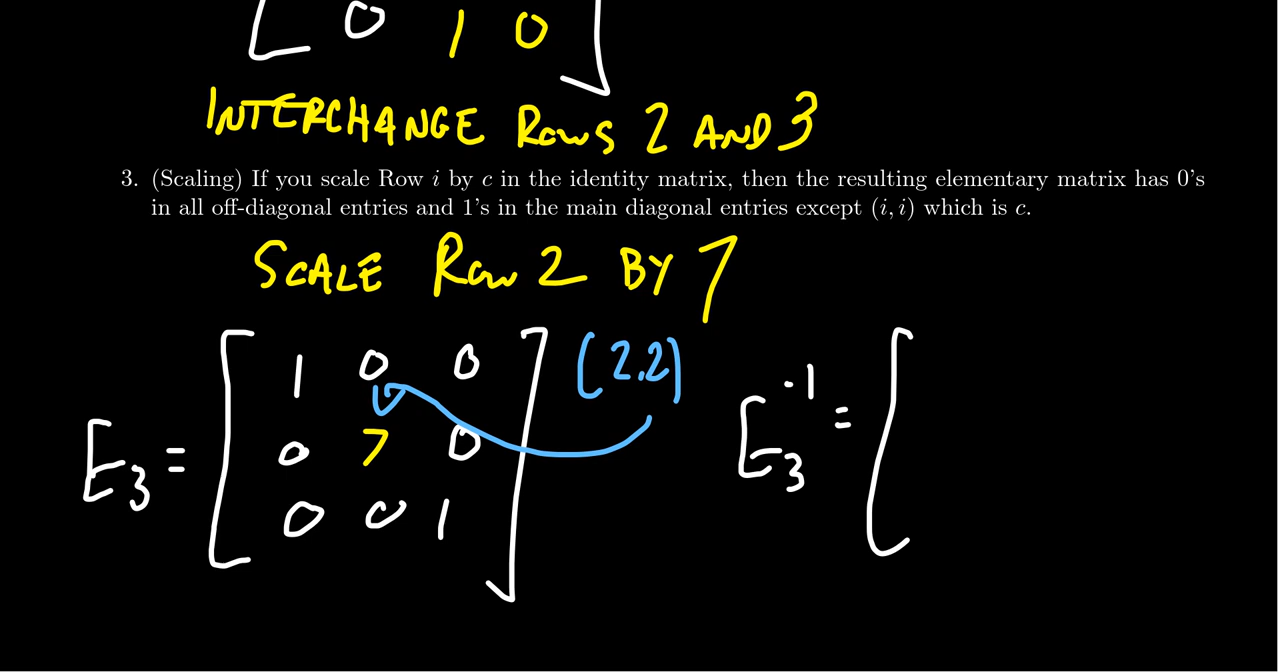 0 1 0
INTERCHANGE ROWS 2 AND 3
3. (Scaling) If you scale Row i by c in the identity matrix, then the resulting elementary matrix has 0's
in all off-diagonal entries and 1's in the main diagonal entries except (i, i) which is c.
SCALE ROW 2 BY 7
1 0 0 (2,2)
E₃ = 0 7 0 E₃⁻¹ = [
0 0 1